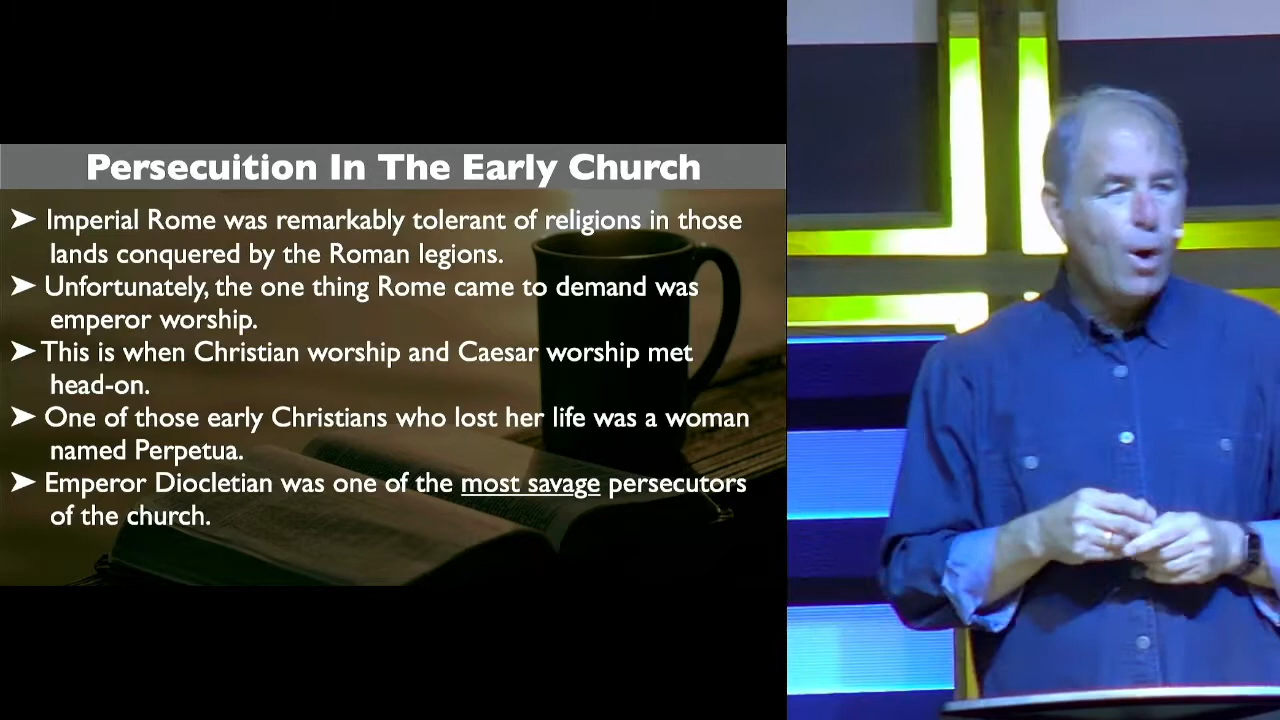 Persecuition In The Early Church
➤ Imperial Rome was remarkably tolerant of religions in those
lands conquered by the Roman legions.
➤ Unfortunately, the one thing Rome came to demand was
emperor worship.
➤ This is when Christian worship and Caesar worship met
head-on.
➤ One of those early Christians who lost her life was a woman
named Perpetua.
➤ Emperor Diocletian was one of the most savage persecutors
of the church.